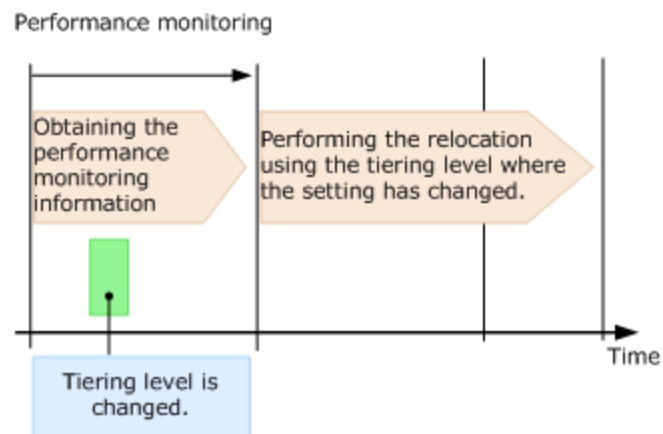 Performance monitoring
Obtaining the
performance
monitoring
information
Performing the relocation
using the tiering level where
the setting has changed.
Time
Tiering level is
changed.